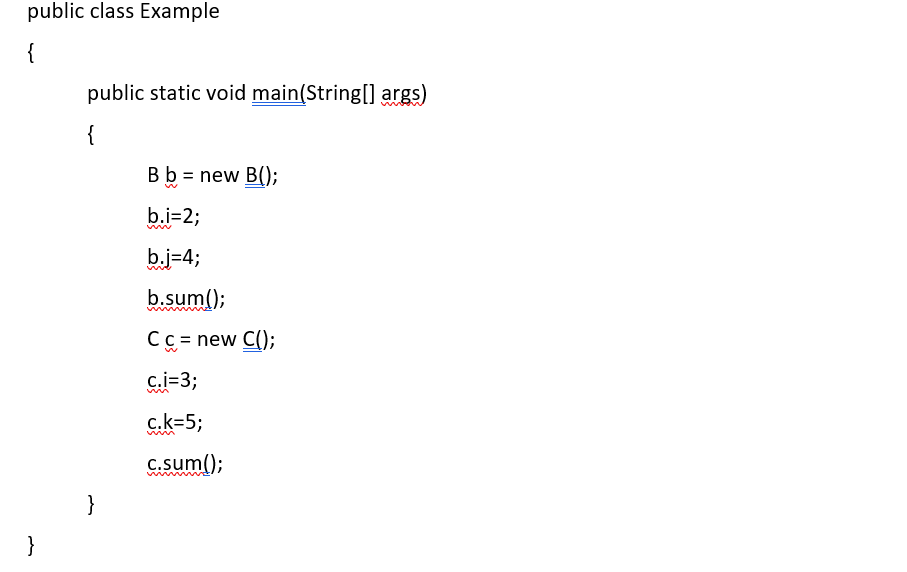 public class Example
{
public static void main(String[] args)
{
B b = new B();
b.i=2;
b.j=4;
b.sum();
C c = new C();
c.i=3;
c.k=5;
c.sum();
}
}